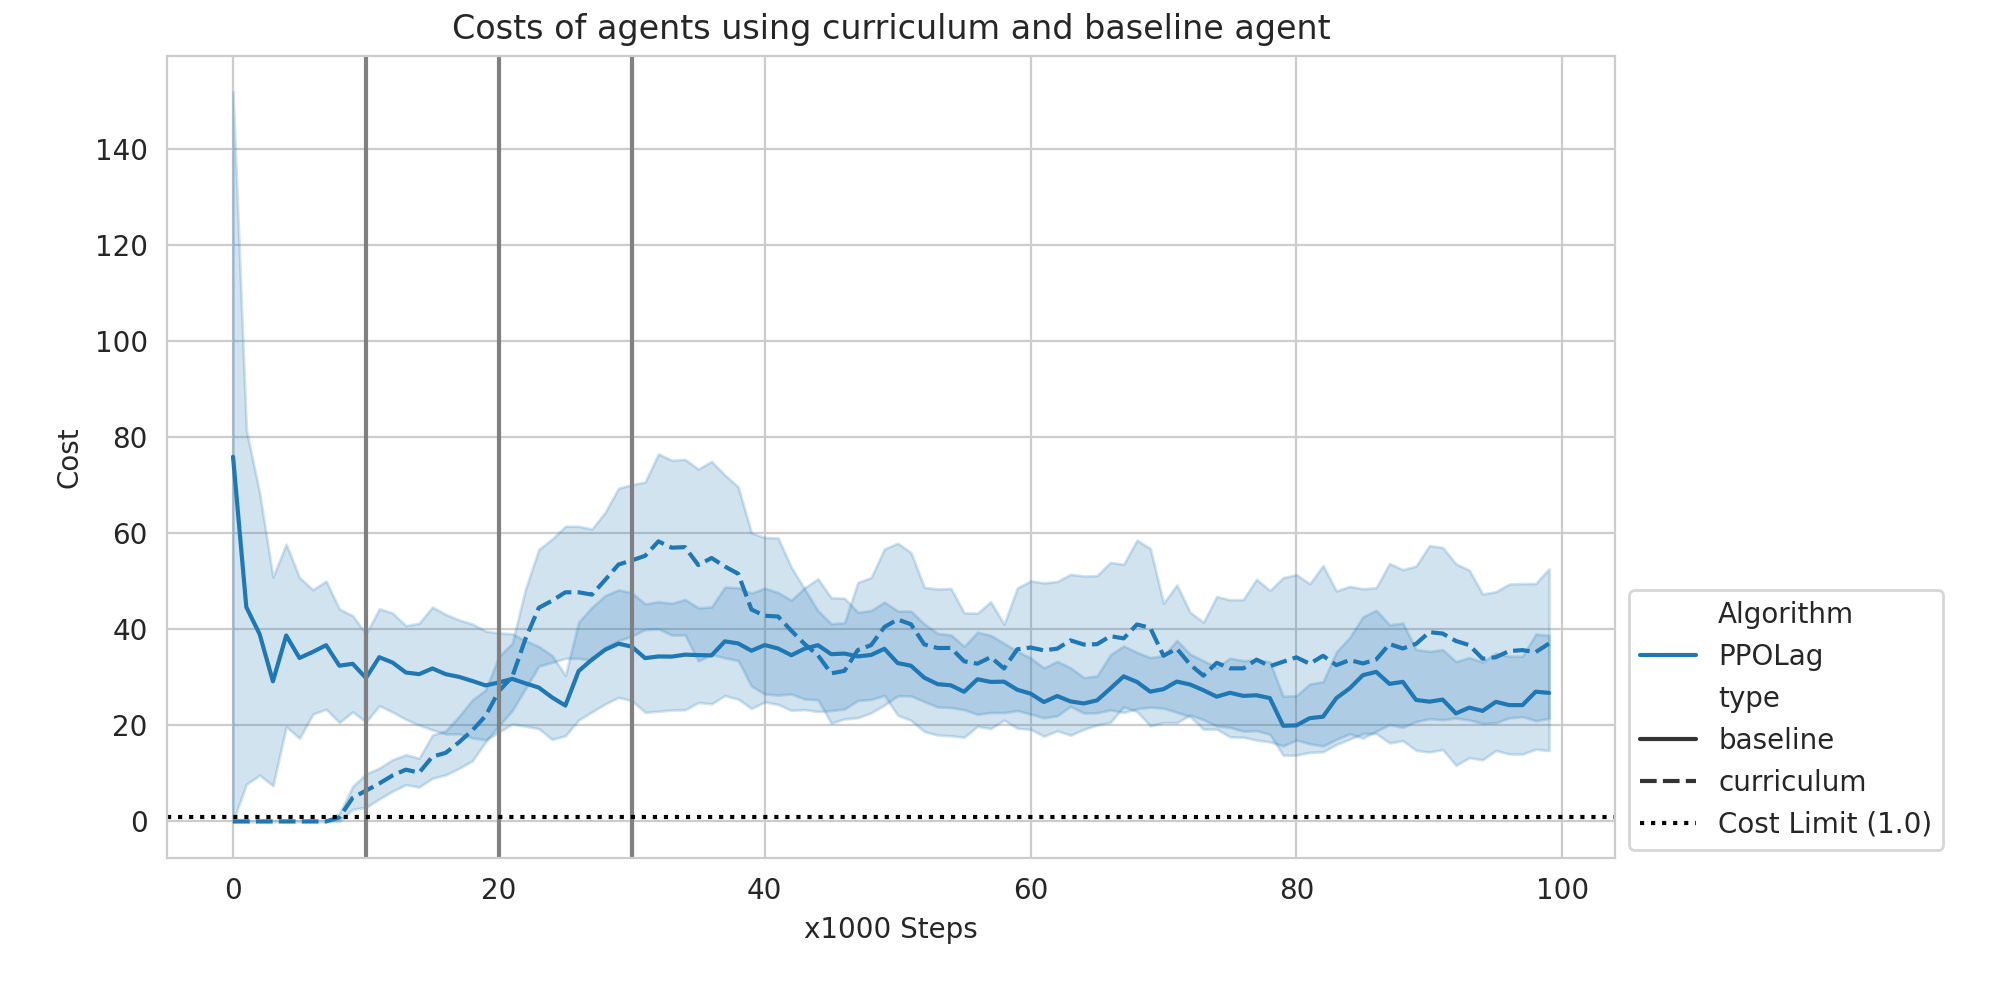 Costs of agents using curriculum and baseline agent
Cost
140
120
100
80
60
40
20
0
0 20 40 60 80 100
x1000 Steps
Algorithm
PPOLag
type
baseline
curriculum
Cost Limit (1.0)